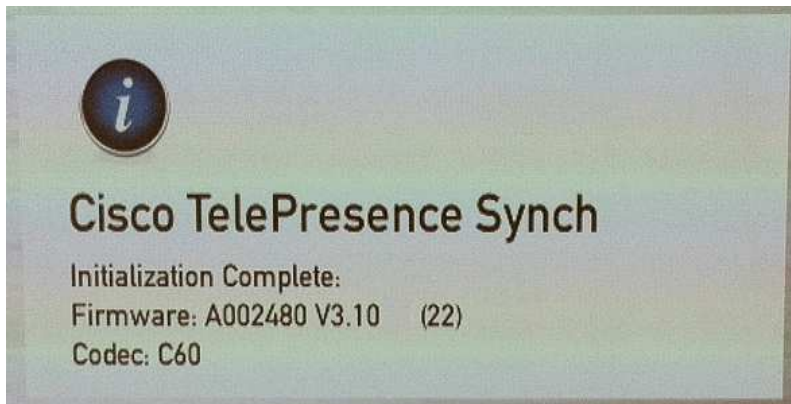 Cisco TelePresence Synch
Initialization Complete:
Firmware: A002480 V3.10 (22)
Codec: C60